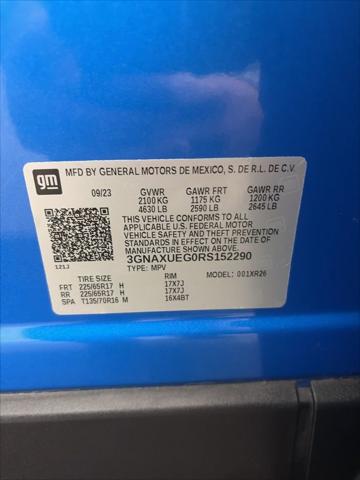 gm
MFD BY GENERAL MOTORS DE MEXICO, S. DE R.L. DE C.V.
09/23 GVWR GAWR FRT GAWR RR
2100 KG 1175 KG 1200 KG
4630 LB 2590 LB 2645 LB
THIS VEHICLE CONFORMS TO ALL
APPLICABLE U.S. FEDERAL MOTOR
VEHICLE SAFETY, BUMPER, AND THEFT
PREVENTION STANDARDS IN EFFECT ON
THE DATE OF MANUFACTURE SHOWN ABOVE.
121J
3GNAXUEG0RS152290
TYPE: MPV MODEL: 001XR26
TIRE SIZE RIM
FRT 225/65R17 H 17X7J
RR 225/65R17 H 17X7J
SPA T135/70R16 M 16X4BT